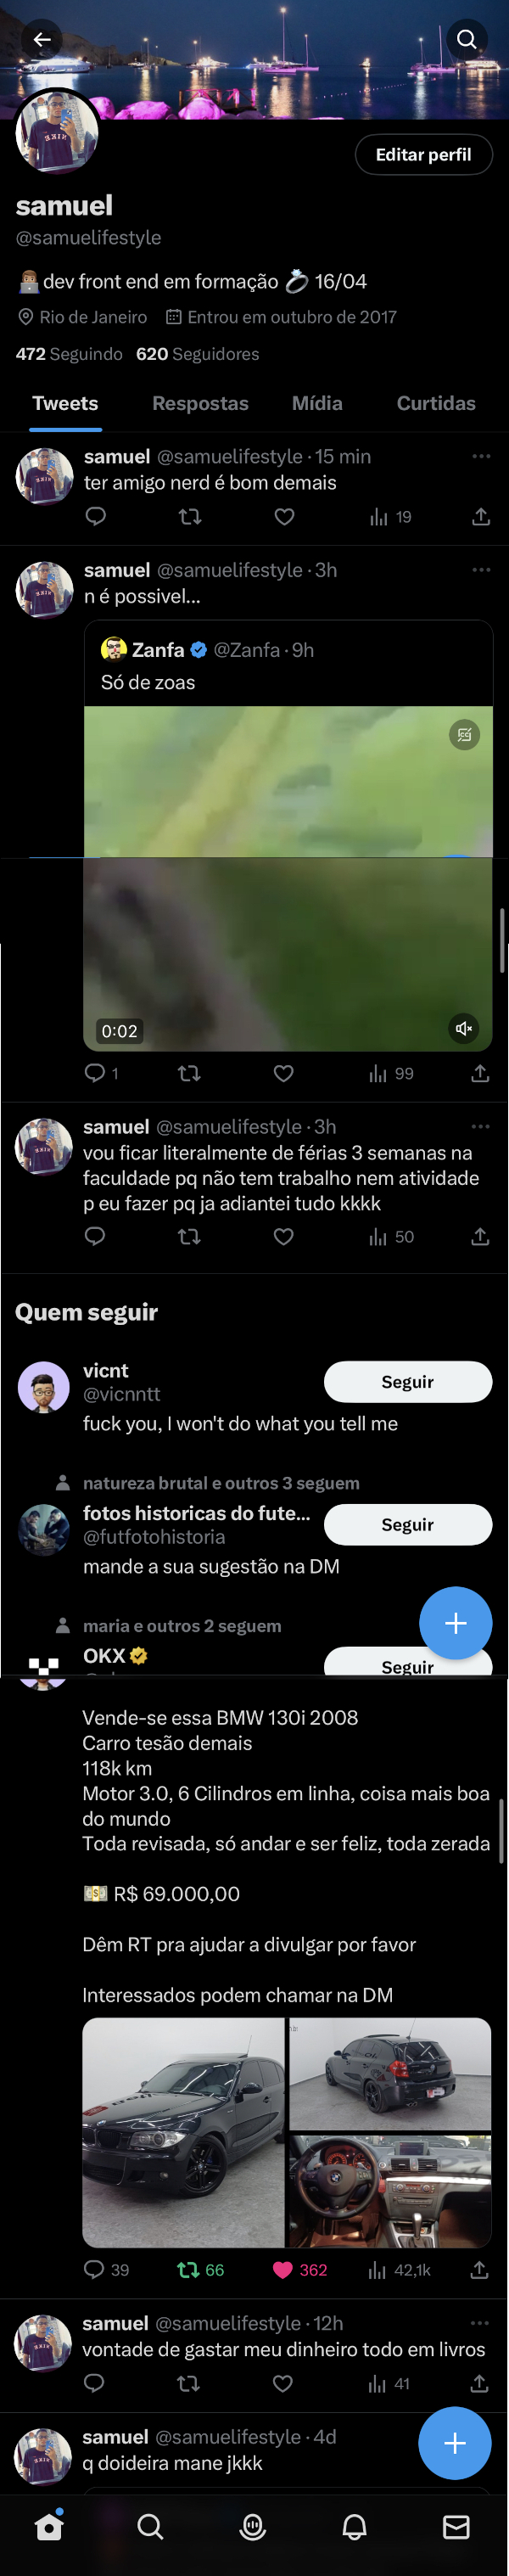 Editar perfil
samuel
@samuelifestyle
dev front end em formação 💍 16/04
Rio de Janeiro Entrou em outubro de 2017
472 Seguindo 620 Seguidores
Tweets Respostas Mídia Curtidas
samuel @samuelifestyle · 15 min
ter amigo nerd é bom demais
19
samuel @samuelifestyle · 3h
n é possivel...
Zanfa @Zanfa · 9h
Só de zoas
0:02
1 99
samuel @samuelifestyle · 3h
vou ficar literalmente de férias 3 semanas na
faculdade pq não tem trabalho nem atividade
p eu fazer pq ja adiantei tudo kkkk
50
Quem seguir
vicnt
@vicnntt
Seguir
fuck you, I won't do what you tell me
natureza brutal e outros 3 seguem
fotos historicas do fute...
@futfotohistoria
Seguir
mande a sua sugestão na DM
maria e outros 2 seguem
OKX
Seguir
Vende-se essa BMW 130i 2008
Carro tesão demais
118k km
Motor 3.0, 6 Cilindros em linha, coisa mais boa
do mundo
Toda revisada, só andar e ser feliz, toda zerada
💵 R$ 69.000,00
Dêm RT pra ajudar a divulgar por favor
Interessados podem chamar na DM
39 66 362 42,1k
samuel @samuelifestyle · 12h
vontade de gastar meu dinheiro todo em livros
41
samuel @samuelifestyle · 4d
q doideira mane jkkk